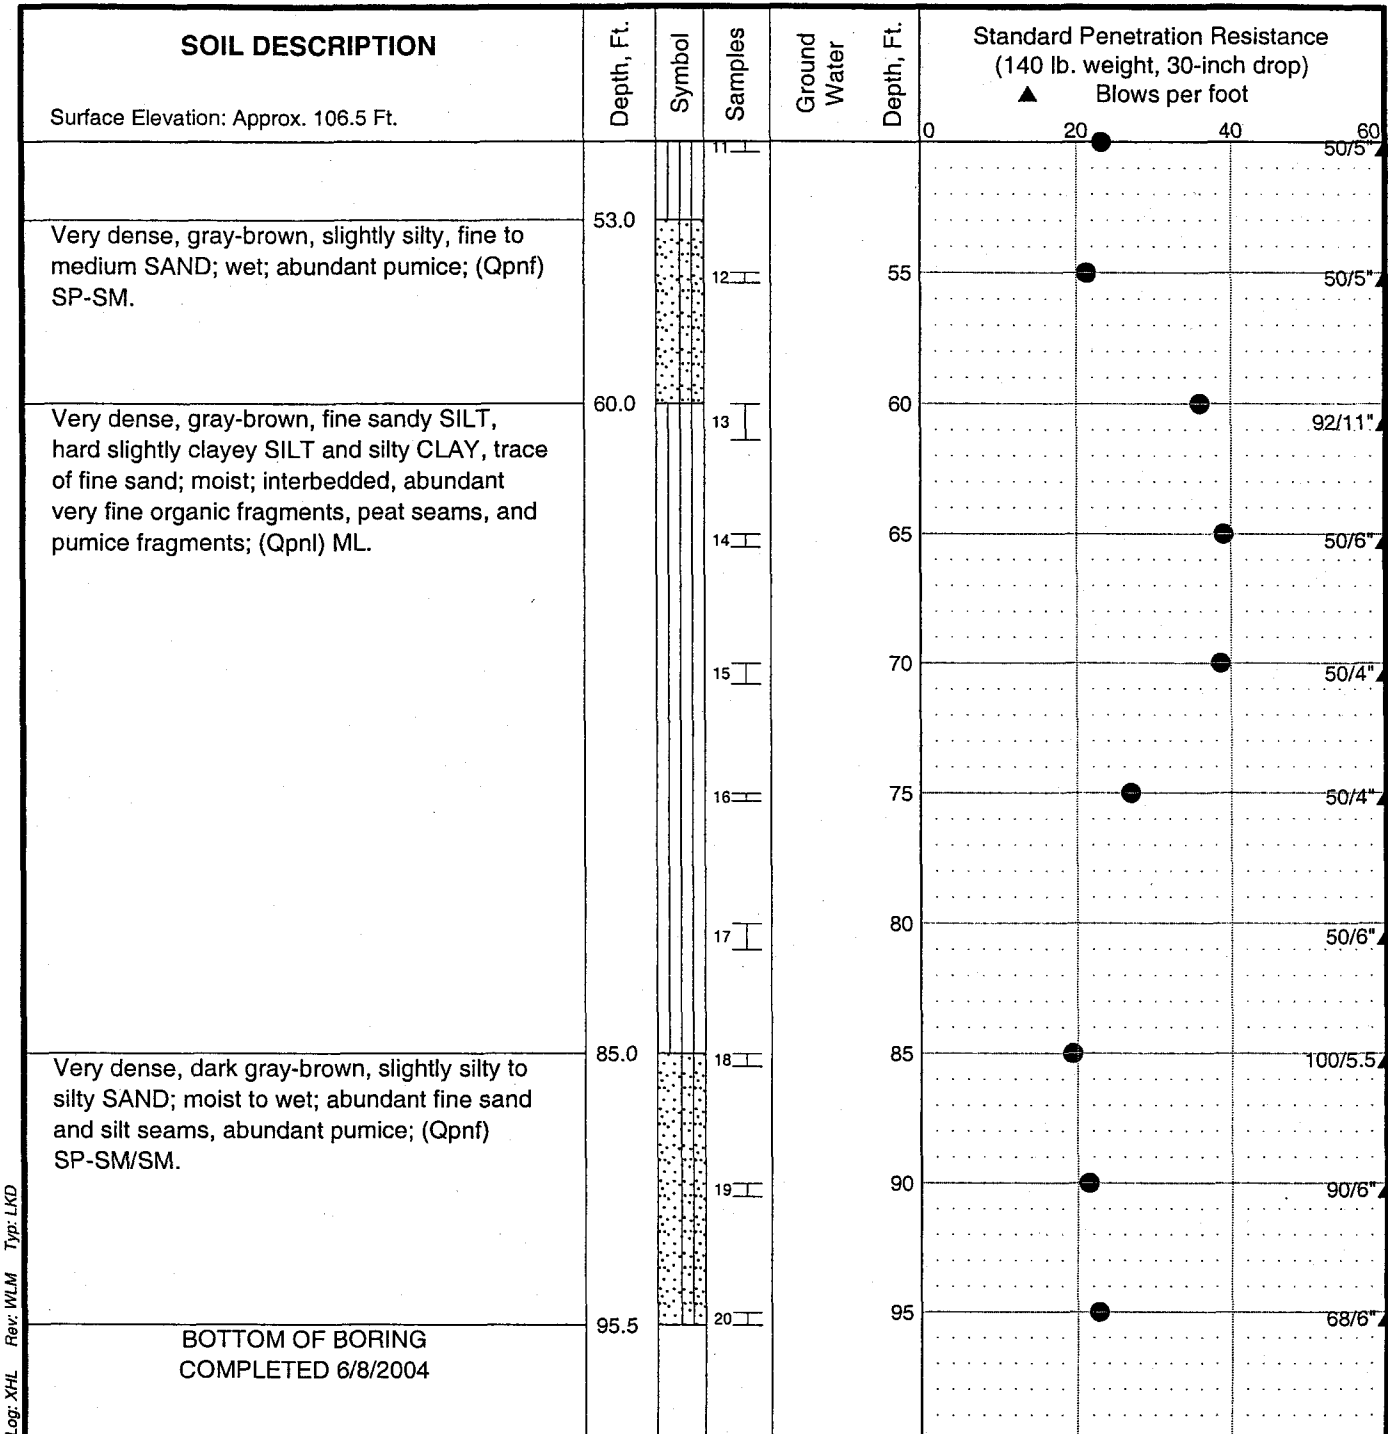 SOIL DESCRIPTION
Surface Elevation: Approx. 106.5 Ft.
Depth, Ft.
Symbol
Samples
Ground
Water
Depth, Ft.
Standard Penetration Resistance
(140 lb. weight, 30-inch drop)
▲ Blows per foot
0 20 40 60
11 50/5"
53.0
Very dense, gray-brown, slightly silty, fine to
medium SAND; wet; abundant pumice; (Qpnf)
SP-SM.
12 55 50/5"
60.0 60
Very dense, gray-brown, fine sandy SILT,
hard slightly clayey SILT and silty CLAY, trace
of fine sand; moist; interbedded, abundant
very fine organic fragments, peat seams, and
pumice fragments; (Qpnl) ML.
13 92/11"
14 65 50/6"
15 70 50/4"
16 75 50/4"
17 80 50/6"
85.0 18 85 100/5.5
Very dense, dark gray-brown, slightly silty to
silty SAND; moist to wet; abundant fine sand
and silt seams, abundant pumice; (Qpnf)
SP-SM/SM.
19 90 90/6"
95.5 20 95 68/6"
BOTTOM OF BORING
COMPLETED 6/8/2004
Log: XHL Rev: WLM Typ: LKD